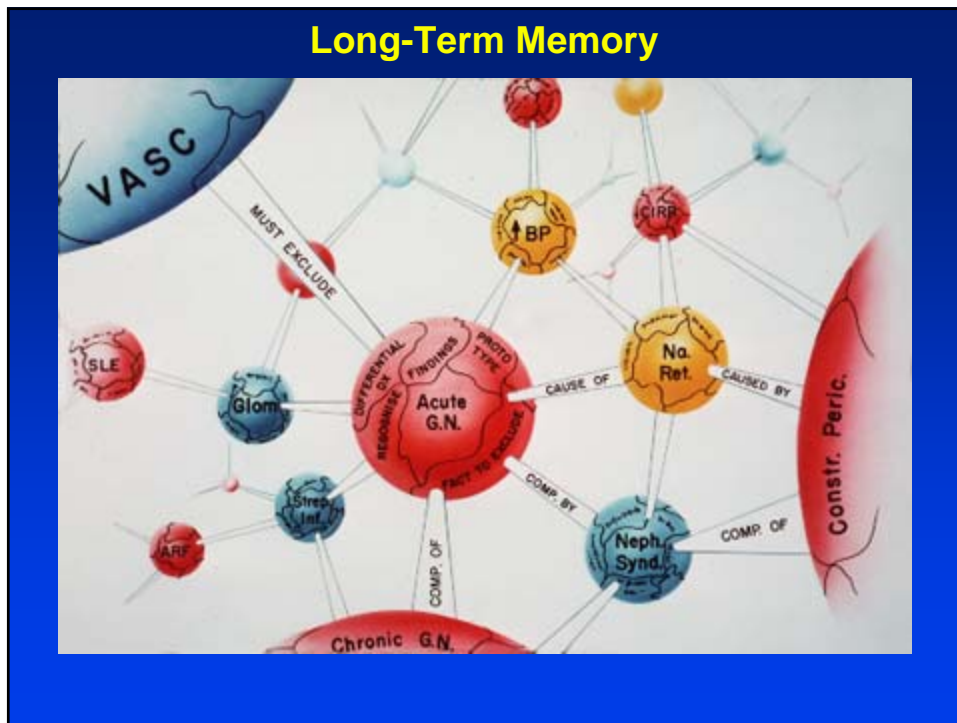 Long-Term Memory
VASC
MUST EXCLUDE
↑BP
CIRR
SLE
Glom.
DIFFERENTIAL
DX
RECOGNISE
FINDINGS
PROTO
TYPE
Acute
G.N.
FACT TO EXCLUDE
CAUSE OF
Na.
Ret.
CAUSED BY
Constr. Peric.
Strep
Inf.
ARF
COMP. BY
COMP. OF
Neph.
Synd.
COMP. OF
Chronic G.N.